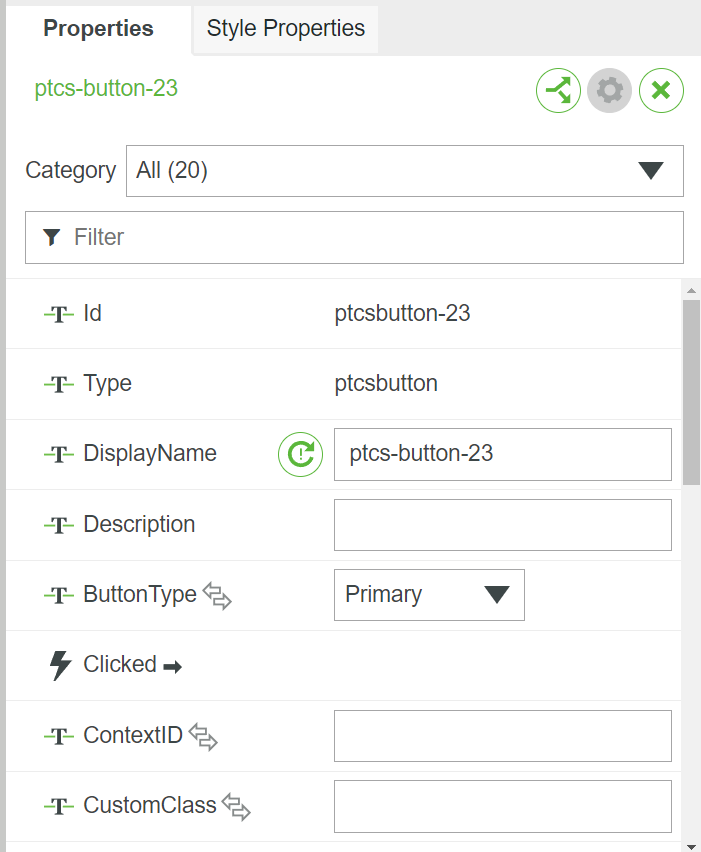 Properties Style Properties
ptcs-button-23
Category All (20)
Filter
Id ptcsbutton-23
Type ptcsbutton
DisplayName ptcs-button-23
Description
ButtonType Primary
Clicked
ContextID
CustomClass